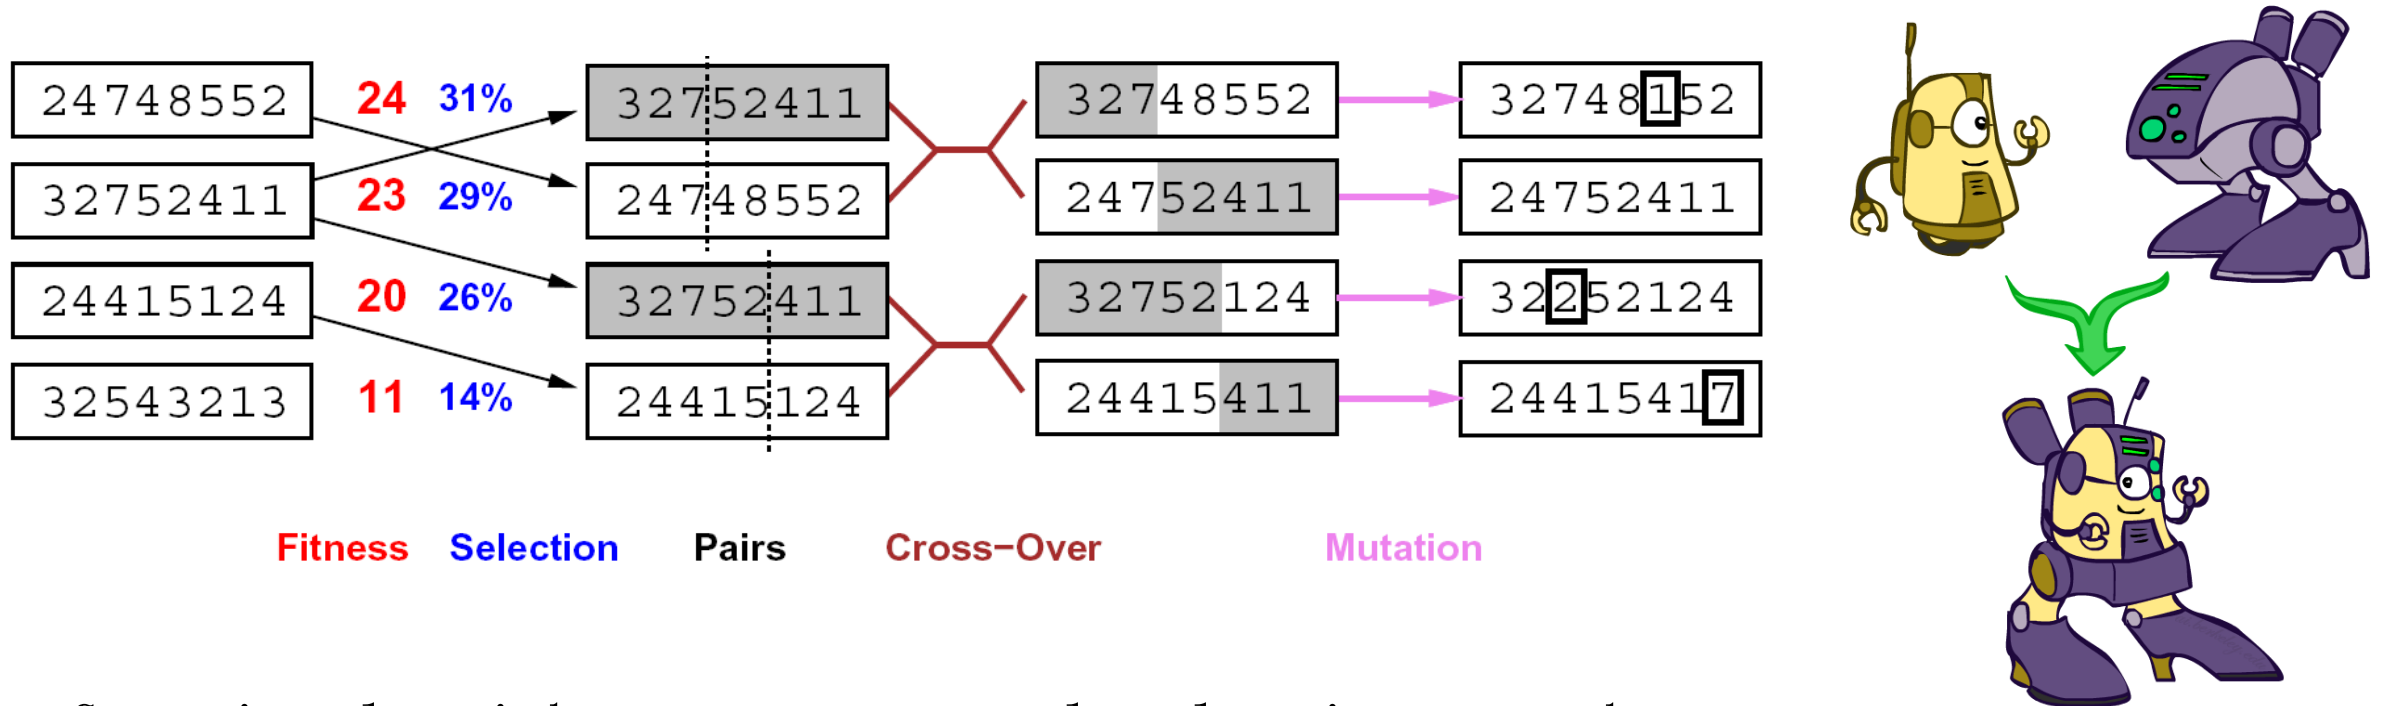 24748552 24 31% 32752411 32748552 32748152
32752411 23 29% 24748552 24752411 24752411
24415124 20 26% 32752411 32752124 32252124
32543213 11 14% 24415124 24415411 24415417
Fitness Selection Pairs Cross-Over Mutation